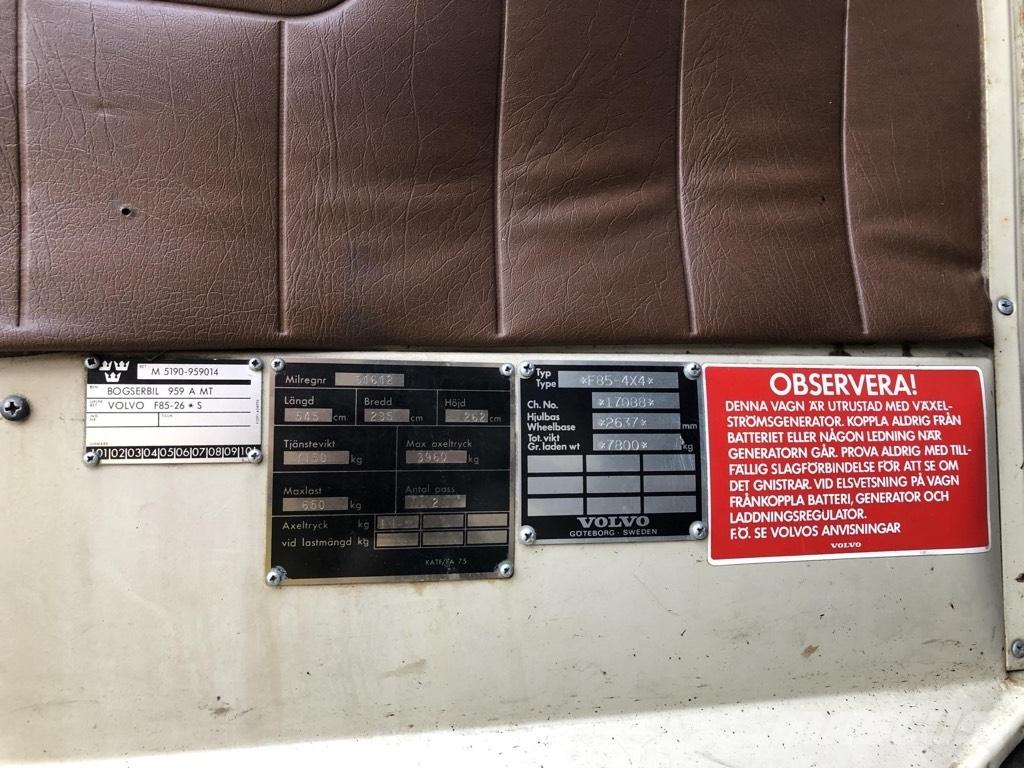 M 5190-959014
BOGSERBIL 959 A MT
VOLVO F85-26 * S
01 02 03 04 05 06 07 08 09 10
Milregnr 51612
Längd Bredd Höjd
545 cm 235 cm 262 cm
Tjänstevikt Max axeltryck
kg 3960 kg
Maxlast Antal pass
650 kg 2
Axeltryck kg
vid lastmängd kg
KATF/FA 75
Typ
Type *F85-4X4*
Ch. No. *17088*
Hjulbas
Wheelbase *2637* mm
Tot. vikt
Gr. laden wt *7800* kg
VOLVO
GÖTEBORG · SWEDEN
OBSERVERA!
DENNA VAGN ÄR UTRUSTAD MED VÄXEL-
STRÖMSGENERATOR. KOPPLA ALDRIG FRÅN
BATTERIET ELLER NÅGON LEDNING NÄR
GENERATORN GÅR. PROVA ALDRIG MED TILL-
FÄLLIG SLAGFÖRBINDELSE FÖR ATT SE OM
DET GNISTRAR. VID ELSVETSNING PÅ VAGN
FRÅNKOPPLA BATTERI, GENERATOR OCH
LADDNINGSREGULATOR.
F.Ö. SE VOLVOS ANVISNINGAR
VOLVO